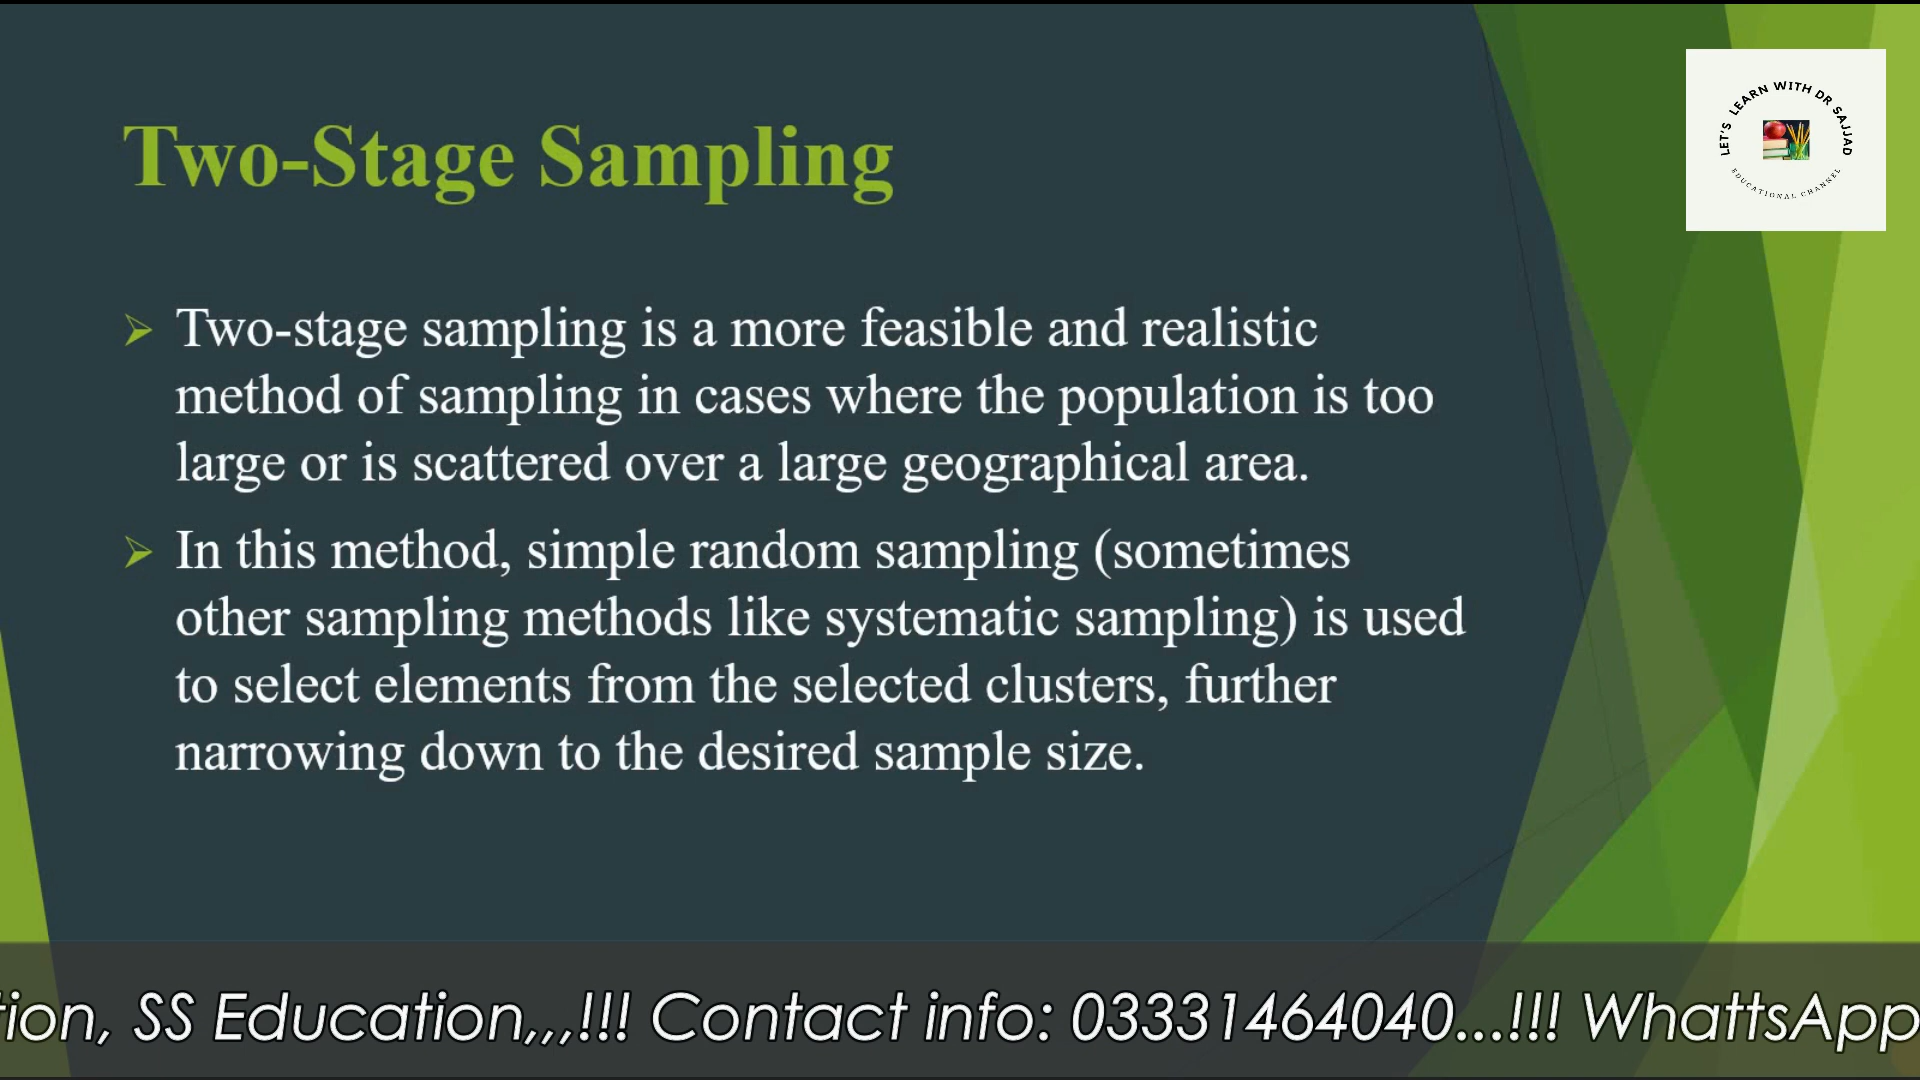 LET'S LEARN WITH DR SAJJAD
EDUCATIONAL CHANNEL
Two-Stage Sampling
Two-stage sampling is a more feasible and realistic
method of sampling in cases where the population is too
large or is scattered over a large geographical area.
In this method, simple random sampling (sometimes
other sampling methods like systematic sampling) is used
to select elements from the selected clusters, further
narrowing down to the desired sample size.
tion, SS Education,,,!!! Contact info: 03331464040...!!! WhattsApp